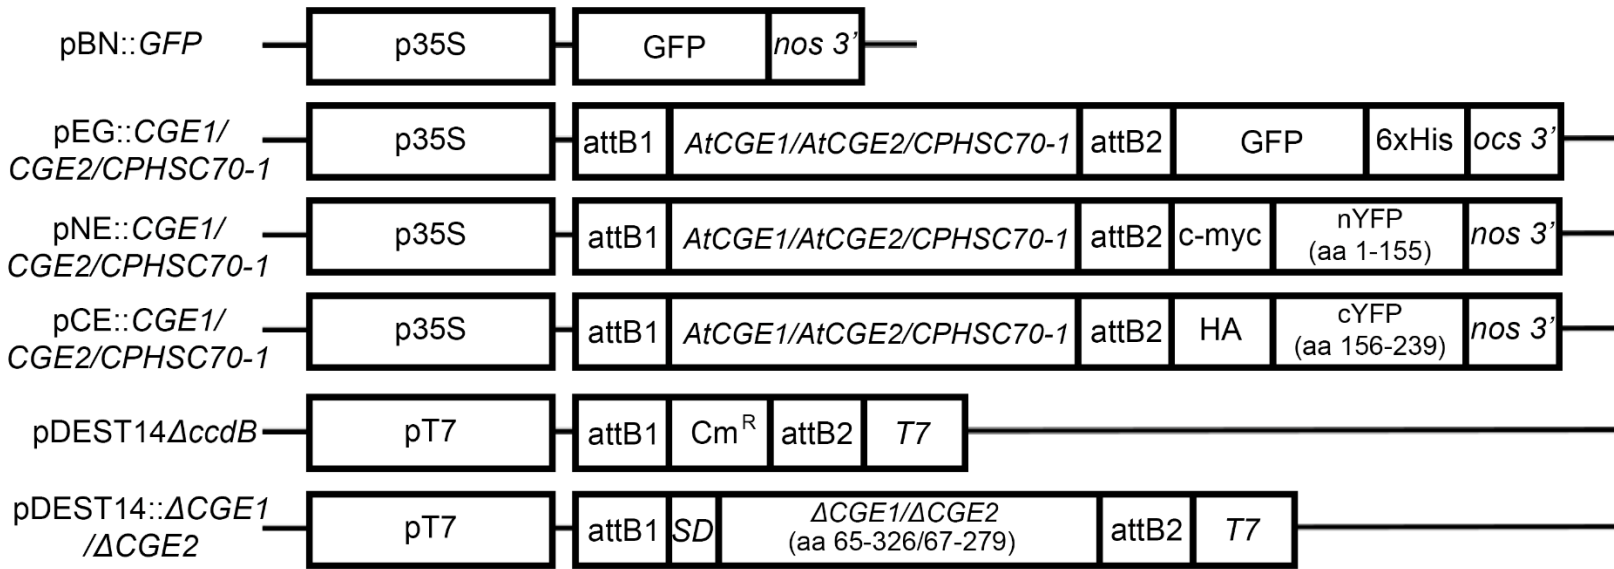 pBN::GFP p35S GFP nos 3’
pEG::CGE1/
CGE2/CPHSC70-1 p35S attB1 AtCGE1/AtCGE2/CPHSC70-1 attB2 GFP 6xHis ocs 3’
pNE::CGE1/
CGE2/CPHSC70-1 p35S attB1 AtCGE1/AtCGE2/CPHSC70-1 attB2 c-myc nYFP
(aa 1-155) nos 3’
pCE::CGE1/
CGE2/CPHSC70-1 p35S attB1 AtCGE1/AtCGE2/CPHSC70-1 attB2 HA cYFP
(aa 156-239) nos 3’
pDEST14ΔccdB pT7 attB1 Cm R attB2 T7
pDEST14::ΔCGE1
/ΔCGE2 pT7 attB1 SD ΔCGE1/ΔCGE2
(aa 65-326/67-279) attB2 T7